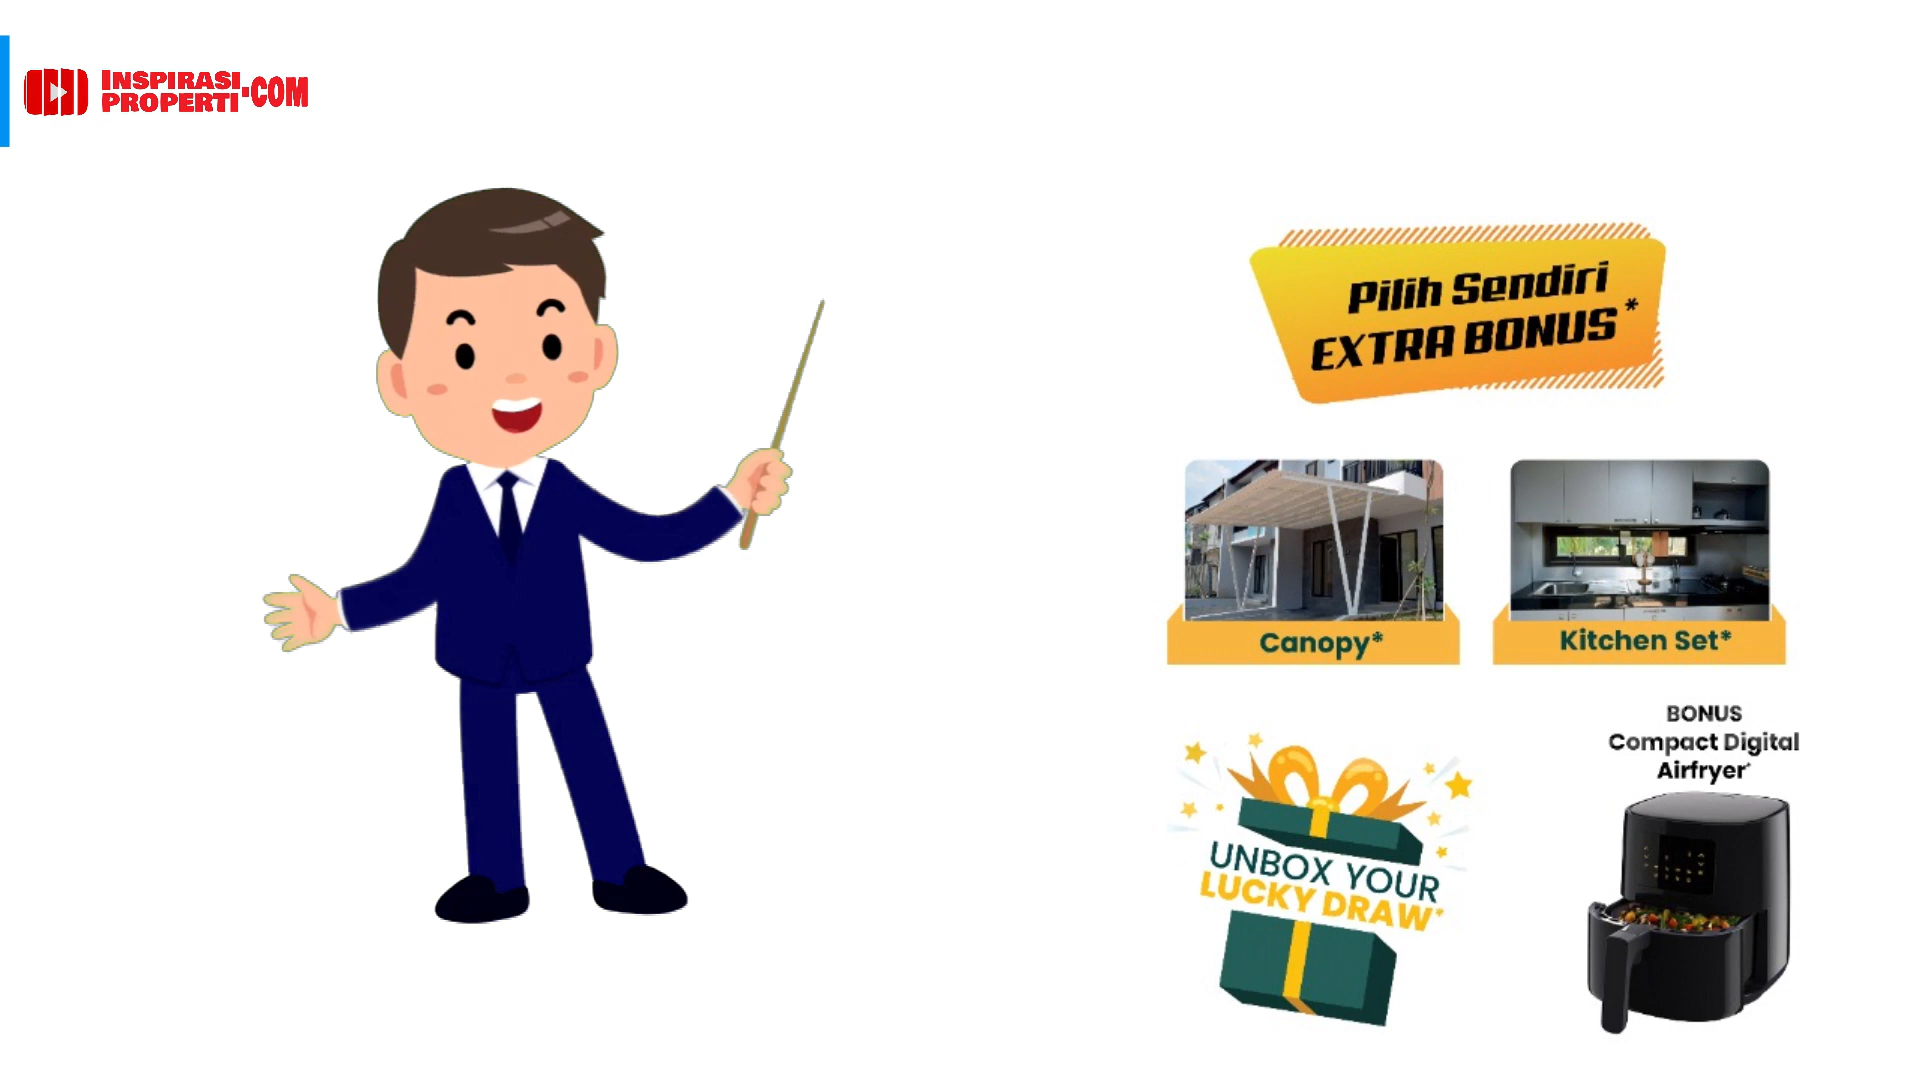 INSPIRASI
PROPERTI.COM
Pilih Sendiri
EXTRA BONUS*
Canopy*
Kitchen Set*
BONUS
Compact Digital
Airfryer*
UNBOX YOUR
LUCKY DRAW*